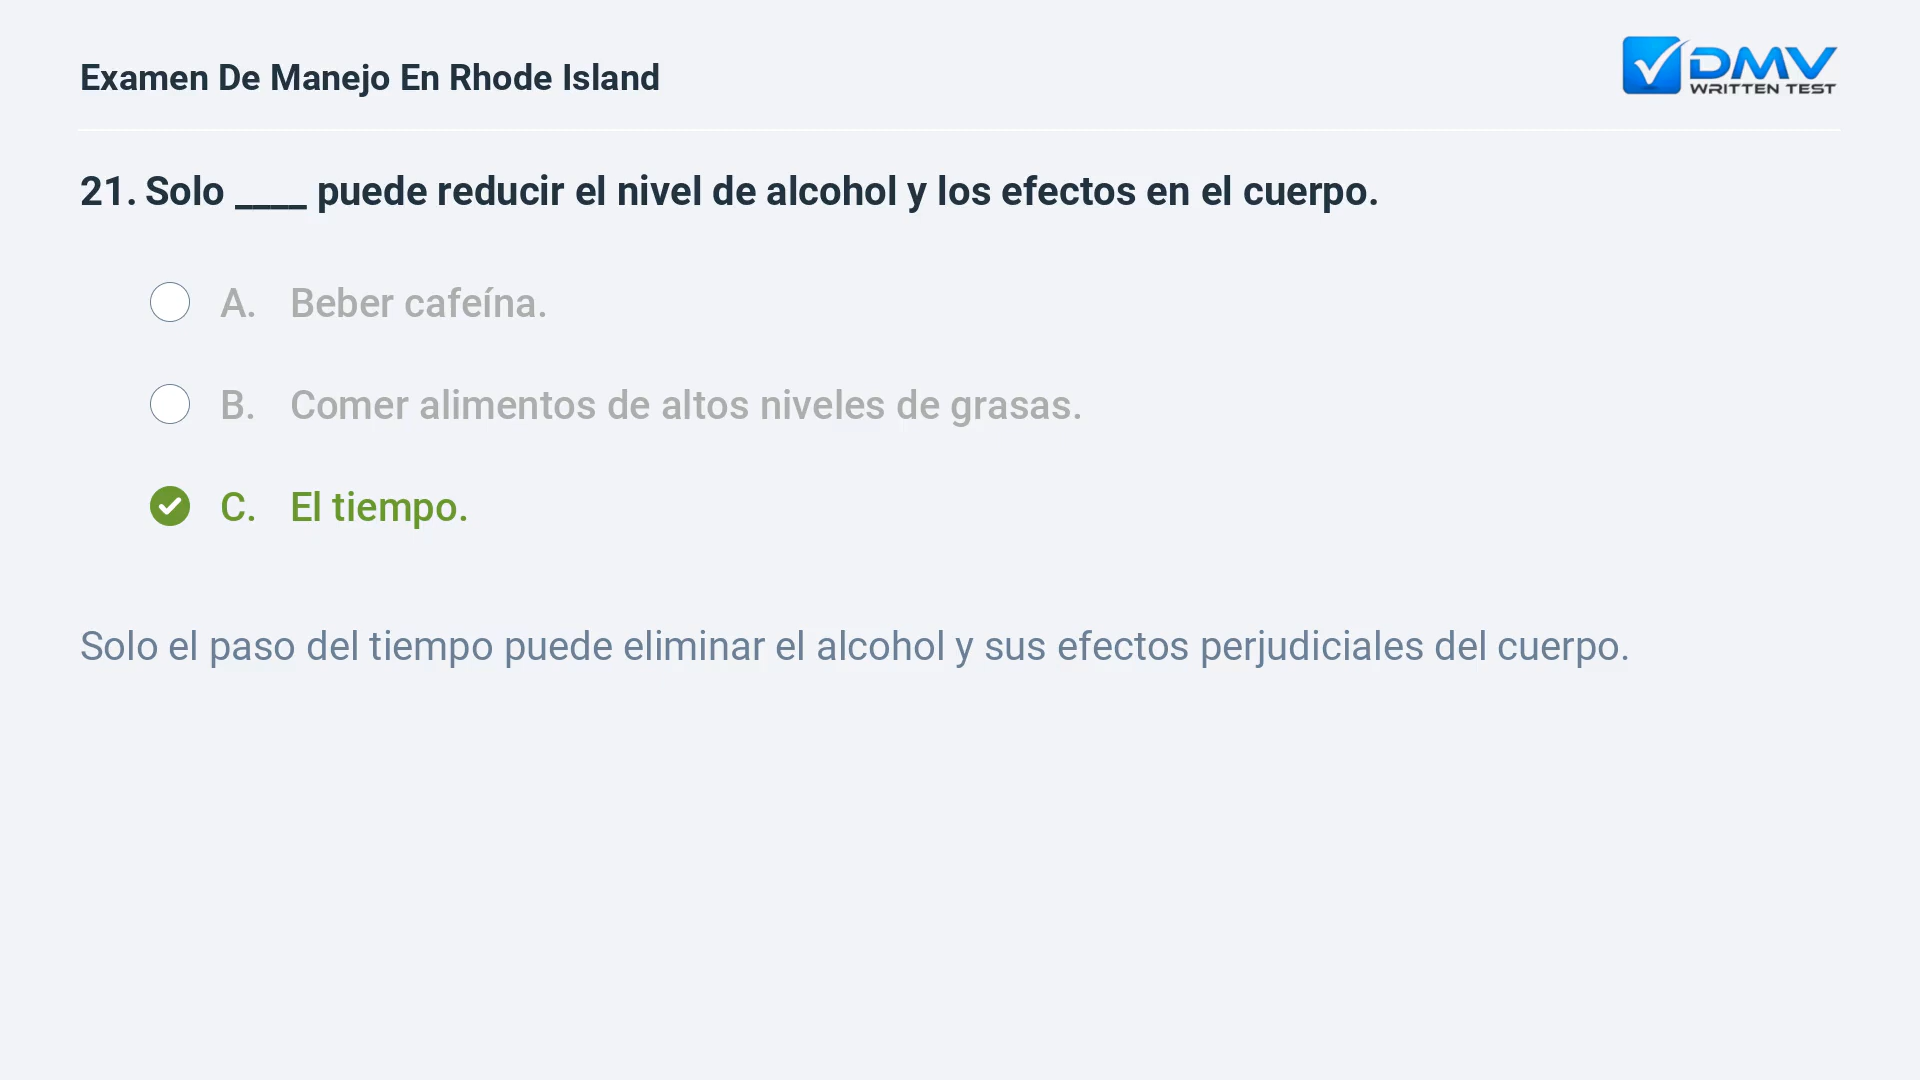 Examen De Manejo En Rhode Island
DMV
WRITTEN TEST
21. Solo ____ puede reducir el nivel de alcohol y los efectos en el cuerpo.
A. Beber cafeína.
B. Comer alimentos de altos niveles de grasas.
C. El tiempo.
Solo el paso del tiempo puede eliminar el alcohol y sus efectos perjudiciales del cuerpo.